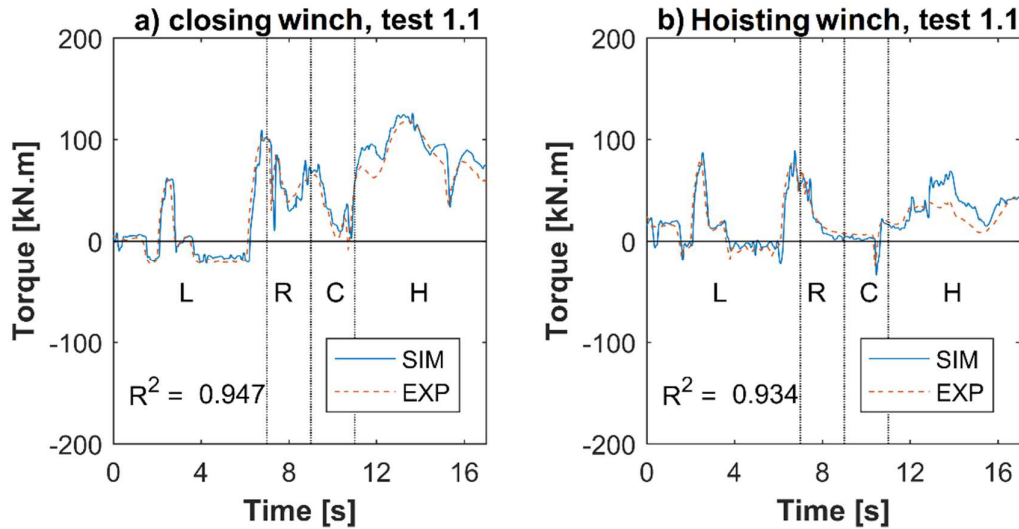 a) closing winch, test 1.1
200
100
0
-100
-200
Torque [kN.m]
L R C H
SIM
EXP
R2 = 0.947
0 4 8 12 16
Time [s]
b) Hoisting winch, test 1.1
200
100
0
-100
-200
Torque [kN.m]
L R C H
SIM
EXP
R2 = 0.934
0 4 8 12 16
Time [s]